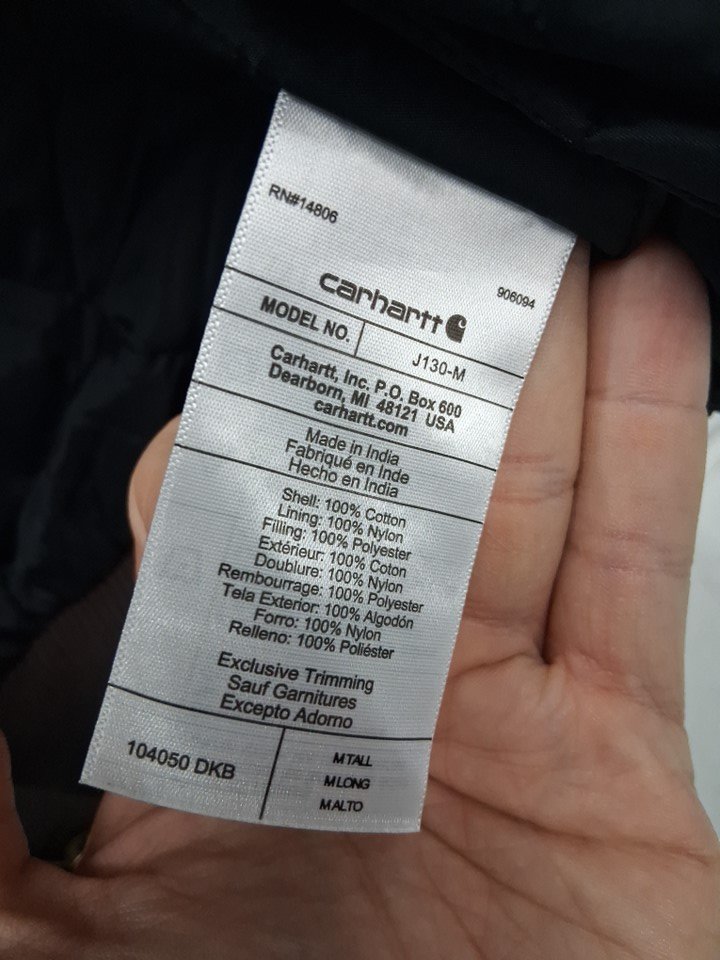 RN#14806
carhartt
906094
MODEL NO.
J130-M
Carhartt, Inc. P.O. Box 600
Dearborn, MI 48121 USA
carhartt.com
Made in India
Fabriqué en Inde
Hecho en India
Shell: 100% Cotton
Lining: 100% Nylon
Filling: 100% Polyester
Extérieur: 100% Coton
Doublure: 100% Nylon
Rembourrage: 100% Polyester
Tela Exterior: 100% Algodón
Forro: 100% Nylon
Relleno: 100% Poliéster
Exclusive Trimming
Sauf Garnitures
Excepto Adorno
104050 DKB
M TALL
M LONG
M ALTO